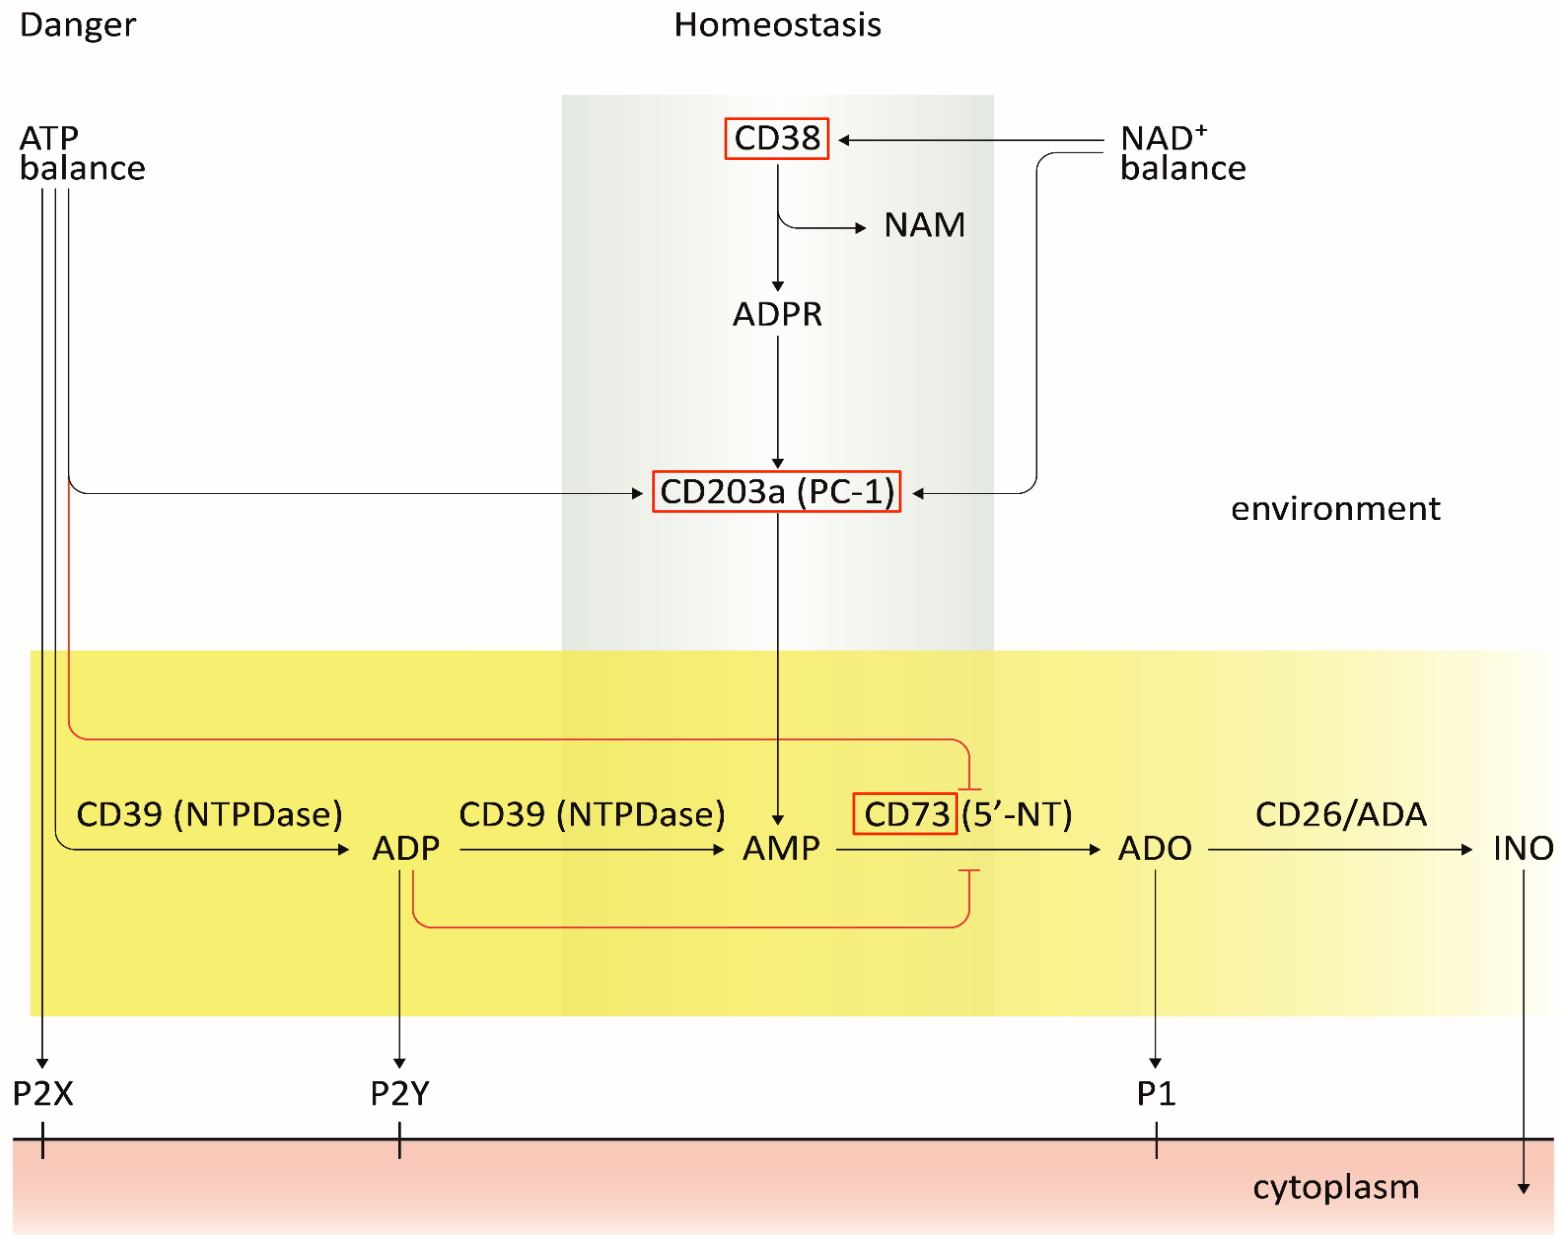 Danger
Homeostasis
ATP
balance
CD38
NAD⁺
balance
NAM
ADPR
CD203a (PC-1)
environment
CD39 (NTPDase)
CD39 (NTPDase)
CD73 (5’-NT)
CD26/ADA
ADP
AMP
ADO
INO
P2X
P2Y
P1
cytoplasm